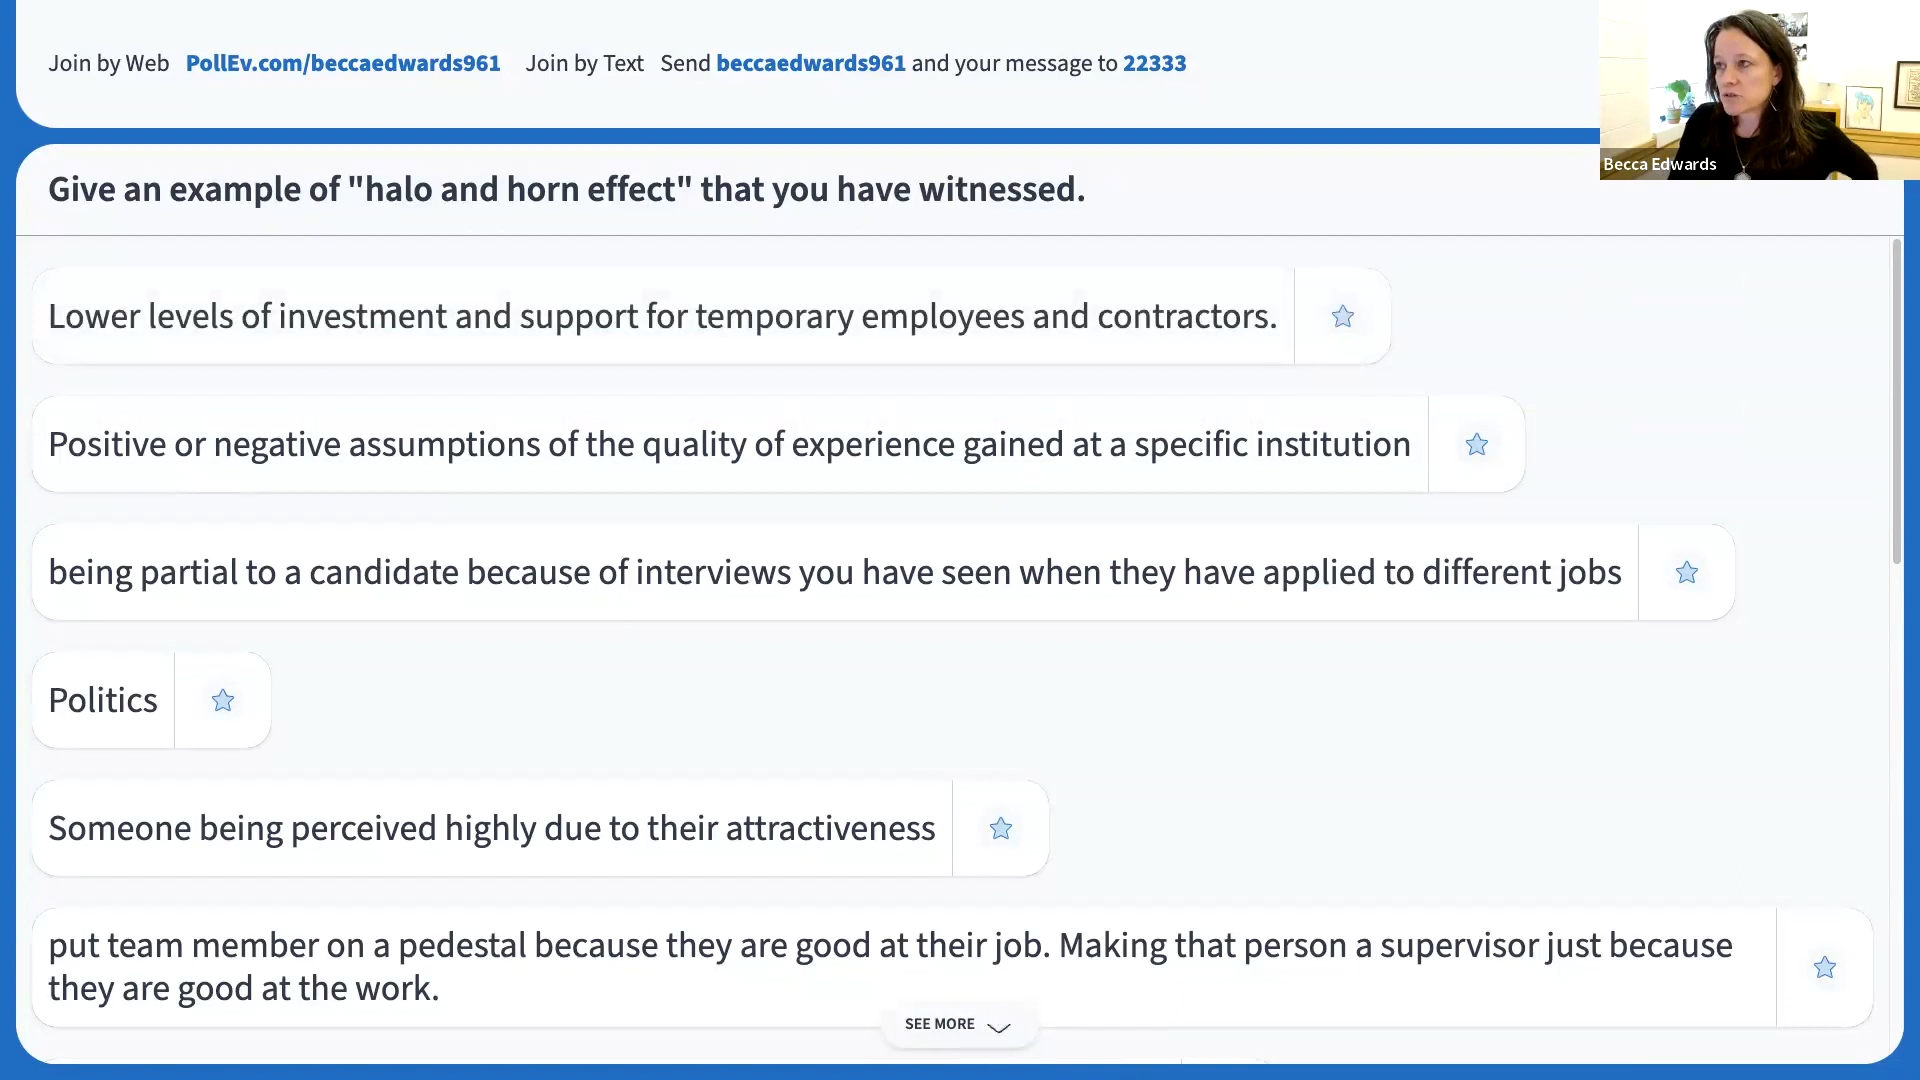 Join by Web PollEv.com/beccaedwards961 Join by Text Send beccaedwards961 and your message to 22333
Becca Edwards
Give an example of "halo and horn effect" that you have witnessed.
Lower levels of investment and support for temporary employees and contractors.
Positive or negative assumptions of the quality of experience gained at a specific institution
being partial to a candidate because of interviews you have seen when they have applied to different jobs
Politics
Someone being perceived highly due to their attractiveness
put team member on a pedestal because they are good at their job. Making that person a supervisor just because
they are good at the work.
SEE MORE